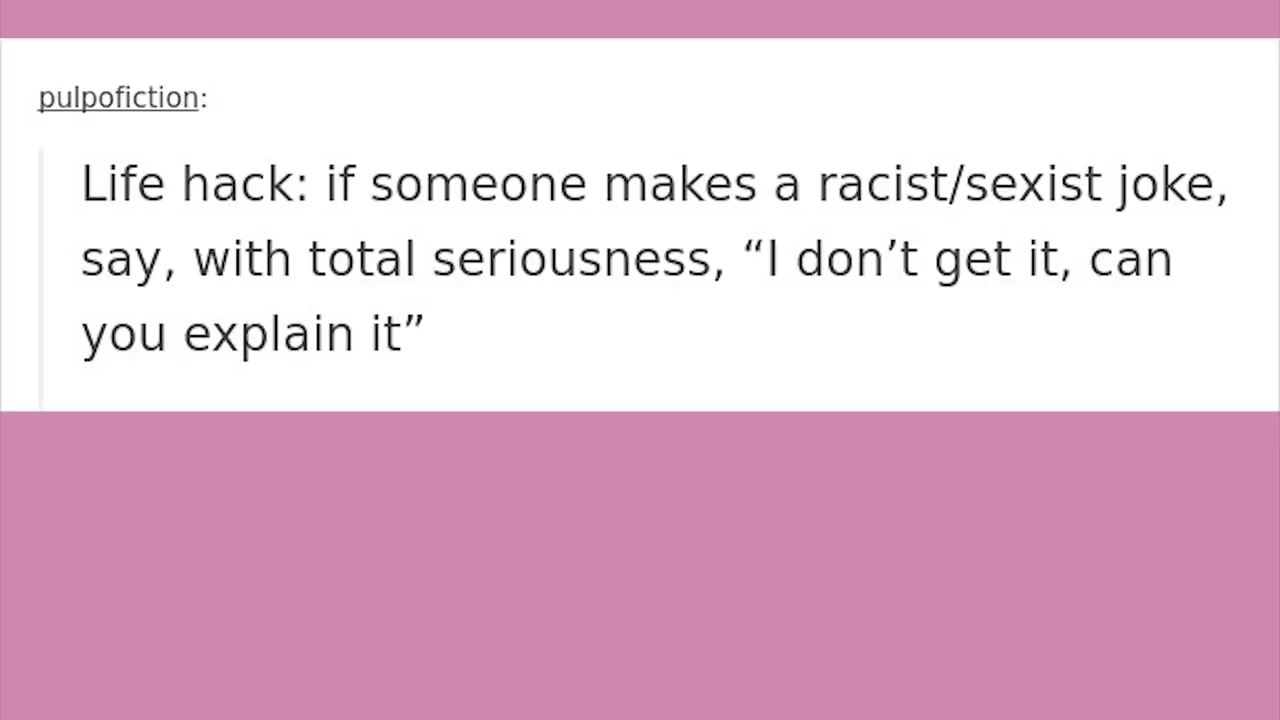 pulpofiction:
Life hack: if someone makes a racist/sexist joke,
say, with total seriousness, “I don’t get it, can
you explain it”